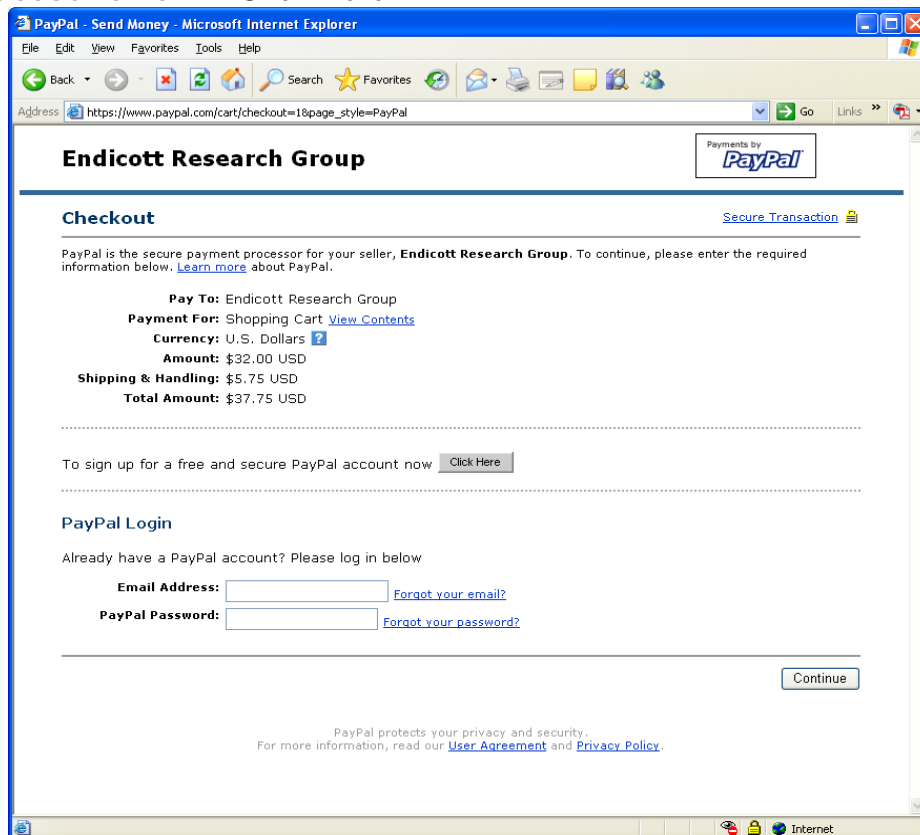 PayPal - Send Money - Microsoft Internet Explorer
File Edit View Favorites Tools Help
Back Search Favorites
Address https://www.paypal.com/cart/checkout=1&page_style=PayPal Go Links »
Endicott Research Group
Payments by
PayPal
Checkout
Secure Transaction
PayPal is the secure payment processor for your seller, Endicott Research Group. To continue, please enter the required
information below. Learn more about PayPal.
Pay To: Endicott Research Group
Payment For: Shopping Cart View Contents
Currency: U.S. Dollars ?
Amount: $32.00 USD
Shipping & Handling: $5.75 USD
Total Amount: $37.75 USD
To sign up for a free and secure PayPal account now Click Here
PayPal Login
Already have a PayPal account? Please log in below
Email Address: Forgot your email?
PayPal Password: Forgot your password?
Continue
PayPal protects your privacy and security.
For more information, read our User Agreement and Privacy Policy.
Internet